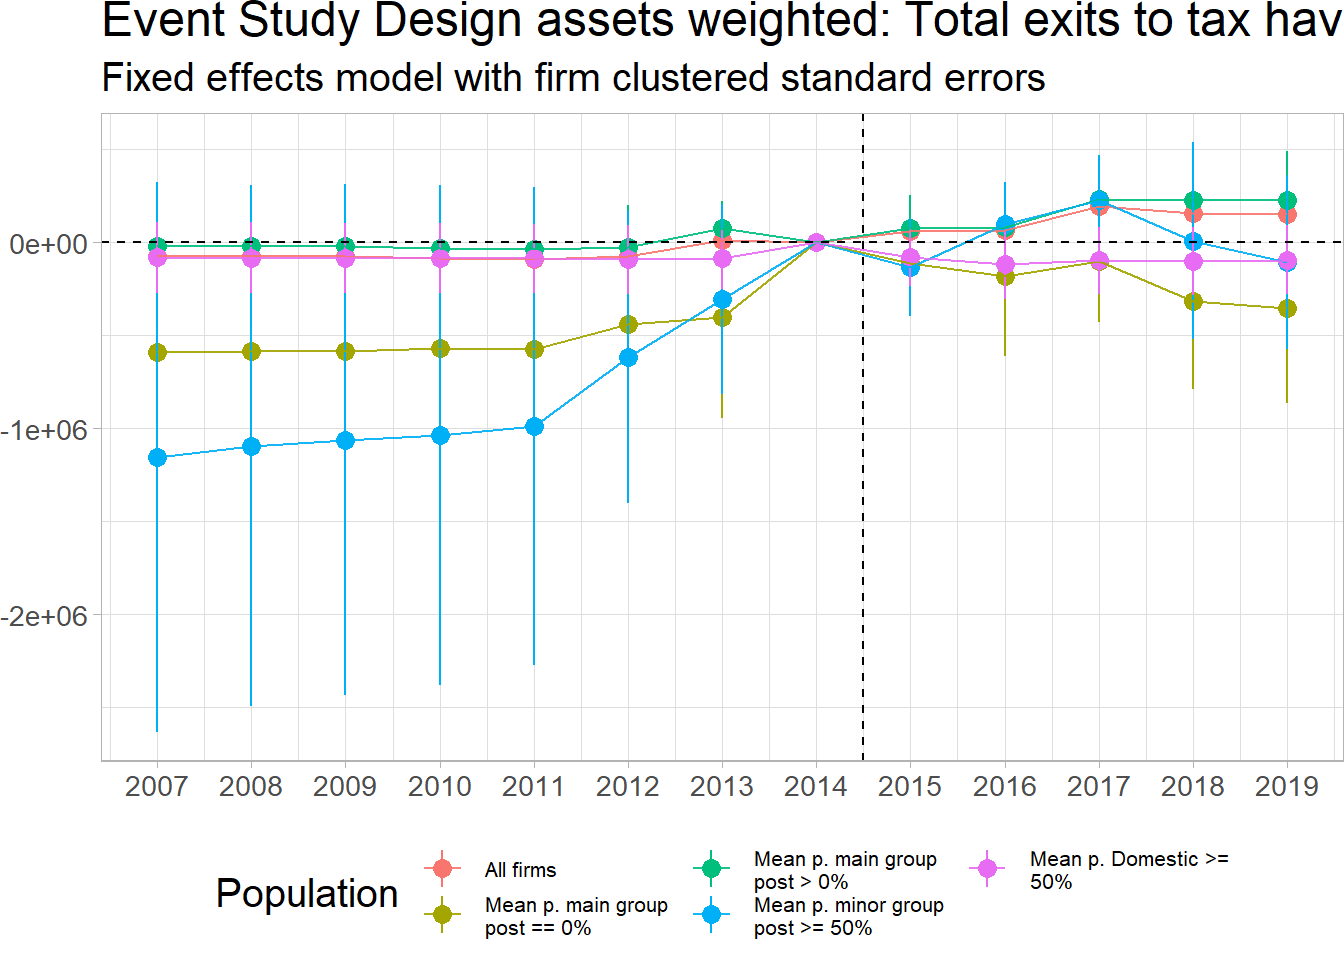 Event Study Design assets weighted: Total exits to tax hav
Fixed effects model with firm clustered standard errors
0e+00
-1e+06
-2e+06
2007 2008 2009 2010 2011 2012 2013 2014 2015 2016 2017 2018 2019
Population
All firms
Mean p. main group
post == 0%
Mean p. main group
post > 0%
Mean p. minor group
post >= 50%
Mean p. Domestic >=
50%